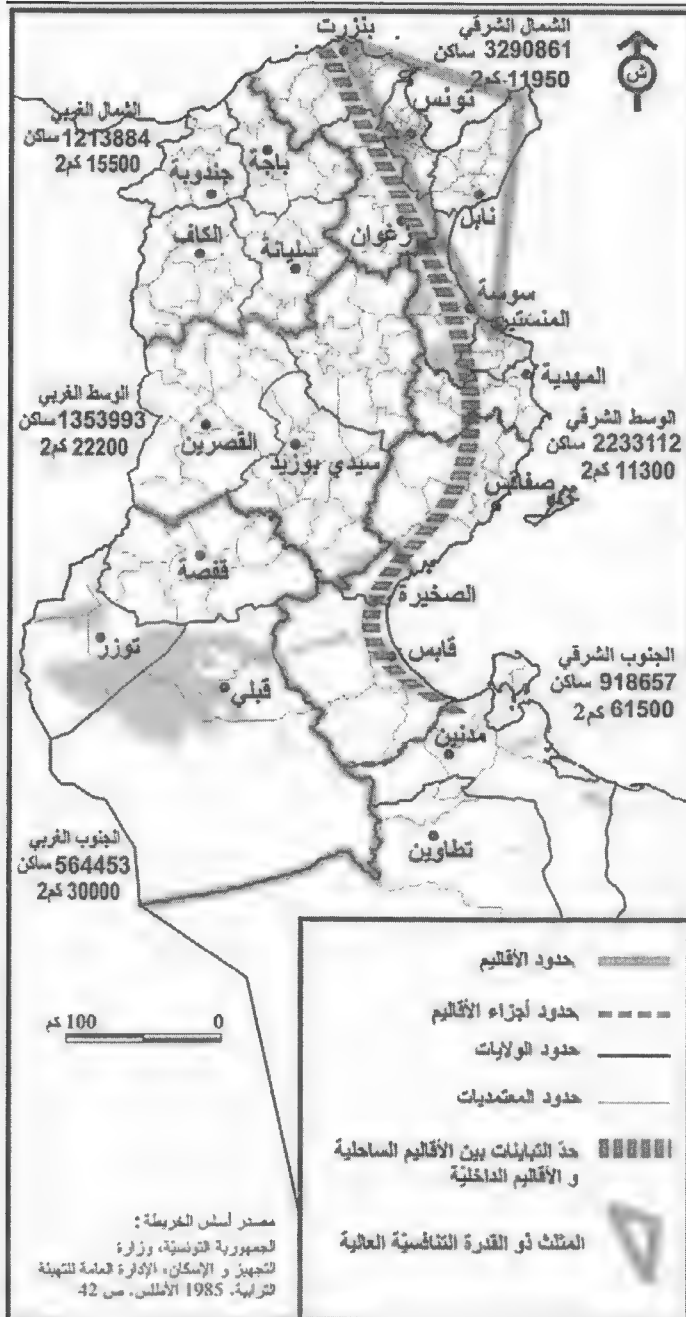 الشمال الشرقي
3290861 ساكن
11950 كم2
ش
بنزرت
تونس
الشمال الغربي
1213884 ساكن
15500 كم2
باجة
جندوبة
نابل
زغوان
الكاف
سليانة
سوسة
المنستير
المهدية
الوسط الغربي
1353993 ساكن
22200 كم2
الوسط الشرقي
2233112 ساكن
11300 كم2
القصرين
سيدي بوزيد
صفاقس
قفصة
الصخيرة
توزر
قابس
قبلي
الجنوب الشرقي
918657 ساكن
61500 كم2
مدنين
تطاوين
الجنوب الغربي
564453 ساكن
30000 كم2
0 100 كم
حدود الأقاليم
حدود أجزاء الأقاليم
حدود الولايات
حدود المعتمديات
حدّ التباينات بين الأقاليم الساحلية
و الأقاليم الداخليّة
المثلث ذو القدرة التنافسيّة العالية
مصدر أساس الخريطة :
الجمهورية التونسيّة، وزارة
التجهيز و الإسكان، الإدارة العامة للتهيئة
الترابية. 1985 الأطلس. ص 42